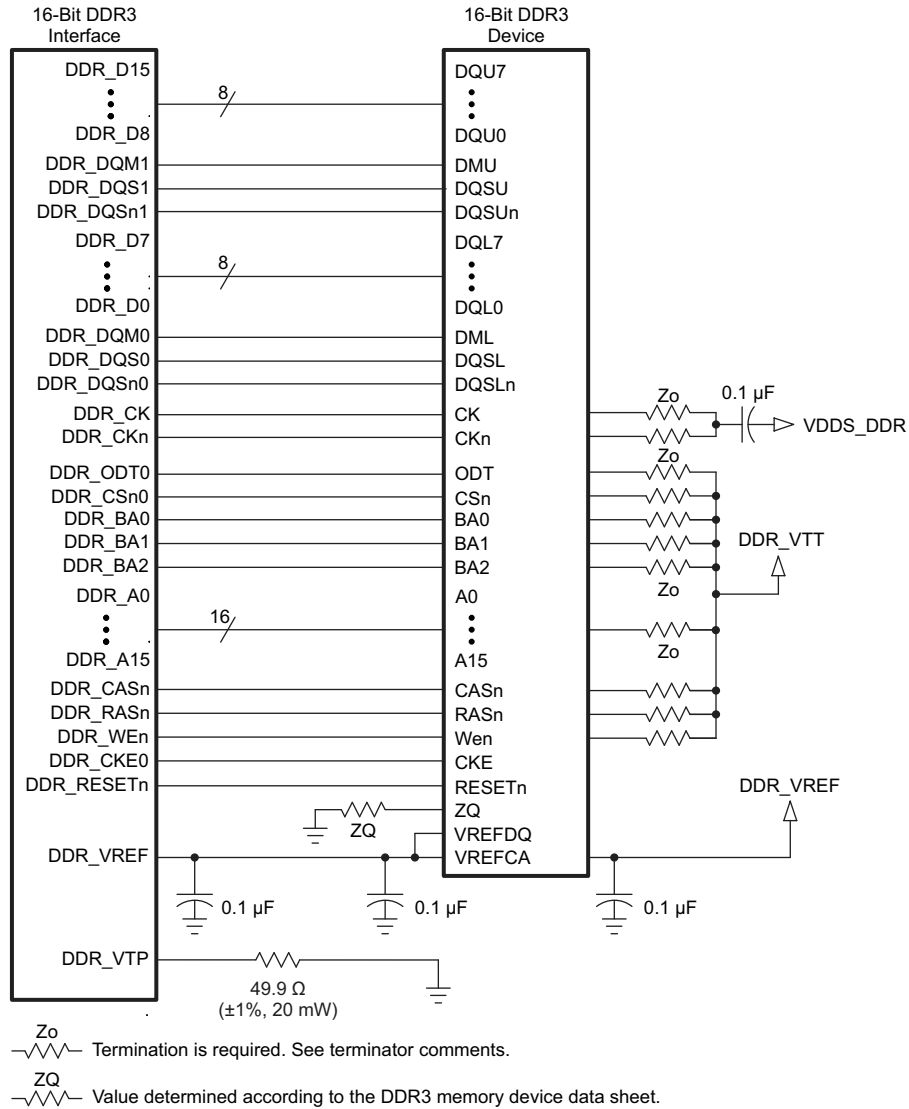 16-Bit DDR3
Interface
16-Bit DDR3
Device
DDR_D15
8
DQU7
DDR_D8
DQU0
DDR_DQM1
DMU
DDR_DQS1
DQSU
DDR_DQSn1
DQSUn
DDR_D7
8
DQL7
DDR_D0
DQL0
DDR_DQM0
DML
DDR_DQS0
DQSL
DDR_DQSn0
DQSLn
Zo
0.1 µF
DDR_CK
CK
VDDS_DDR
DDR_CKn
CKn
Zo
DDR_ODT0
ODT
DDR_CSn0
CSn
DDR_BA0
BA0
DDR_BA1
BA1
DDR_VTT
DDR_BA2
BA2
Zo
DDR_A0
A0
16
Zo
DDR_A15
A15
DDR_CASn
CASn
DDR_RASn
RASn
DDR_WEn
Wen
DDR_CKE0
CKE
DDR_RESETn
RESETn
DDR_VREF
ZQ
ZQ
VREFDQ
DDR_VREF
VREFCA
0.1 µF
0.1 µF
0.1 µF
DDR_VTP
49.9 Ω
(±1%, 20 mW)
Zo
Termination is required. See terminator comments.
ZQ
Value determined according to the DDR3 memory device data sheet.